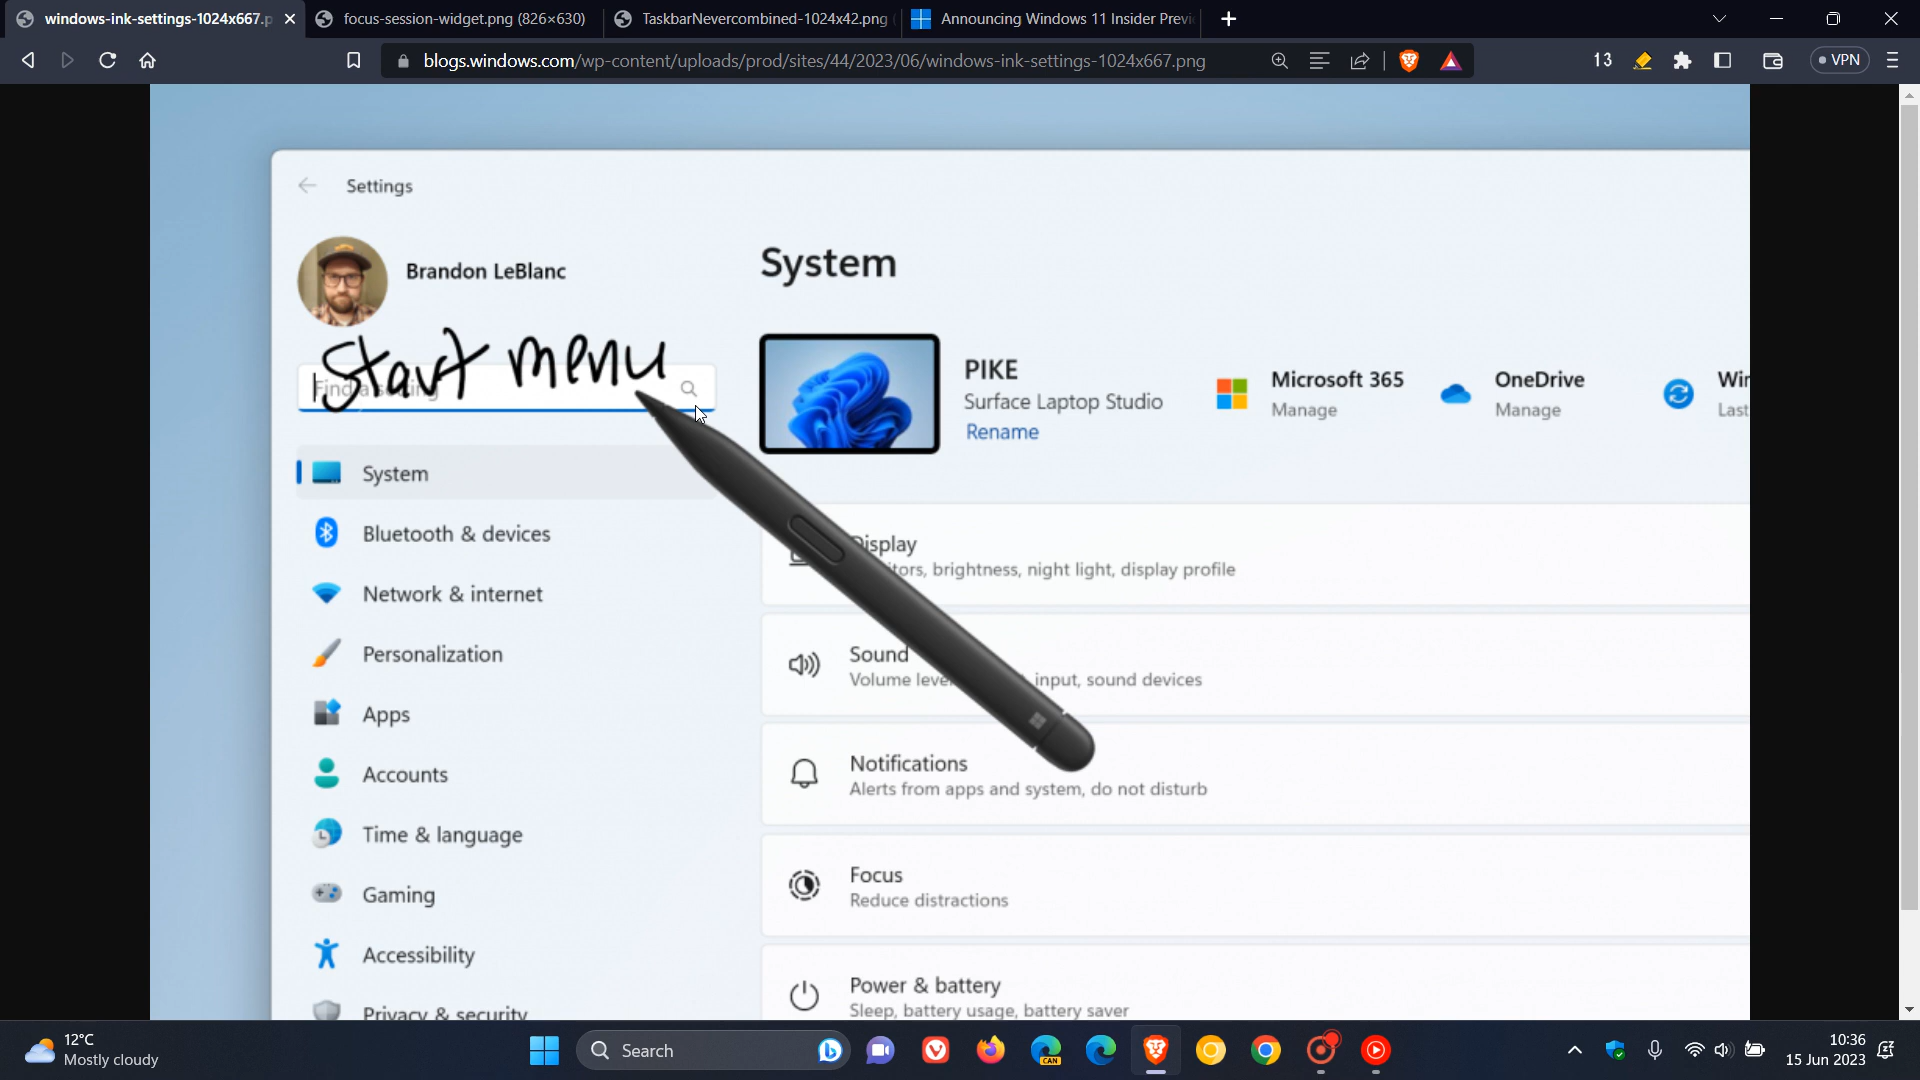 windows-ink-settings-1024x667.p
focus-session-widget.png (826×630)
TaskbarNevercombined-1024x42.png (
Announcing Windows 11 Insider Previ
blogs.windows.com/wp-content/uploads/prod/sites/44/2023/06/windows-ink-settings-1024x667.png
13
VPN
Settings
Brandon LeBlanc
Start menu
Find a setting
System
Bluetooth & devices
Network & internet
Personalization
Apps
Accounts
Time & language
Gaming
Accessibility
Privacy & security
System
PIKE
Surface Laptop Studio
Rename
Microsoft 365
Manage
OneDrive
Manage
Win
Last
Display
itors, brightness, night light, display profile
Sound
Volume leve input, sound devices
Notifications
Alerts from apps and system, do not disturb
Focus
Reduce distractions
Power & battery
Sleep, battery usage, battery saver
12°C
Mostly cloudy
Search
CAN
10:36
15 Jun 2023